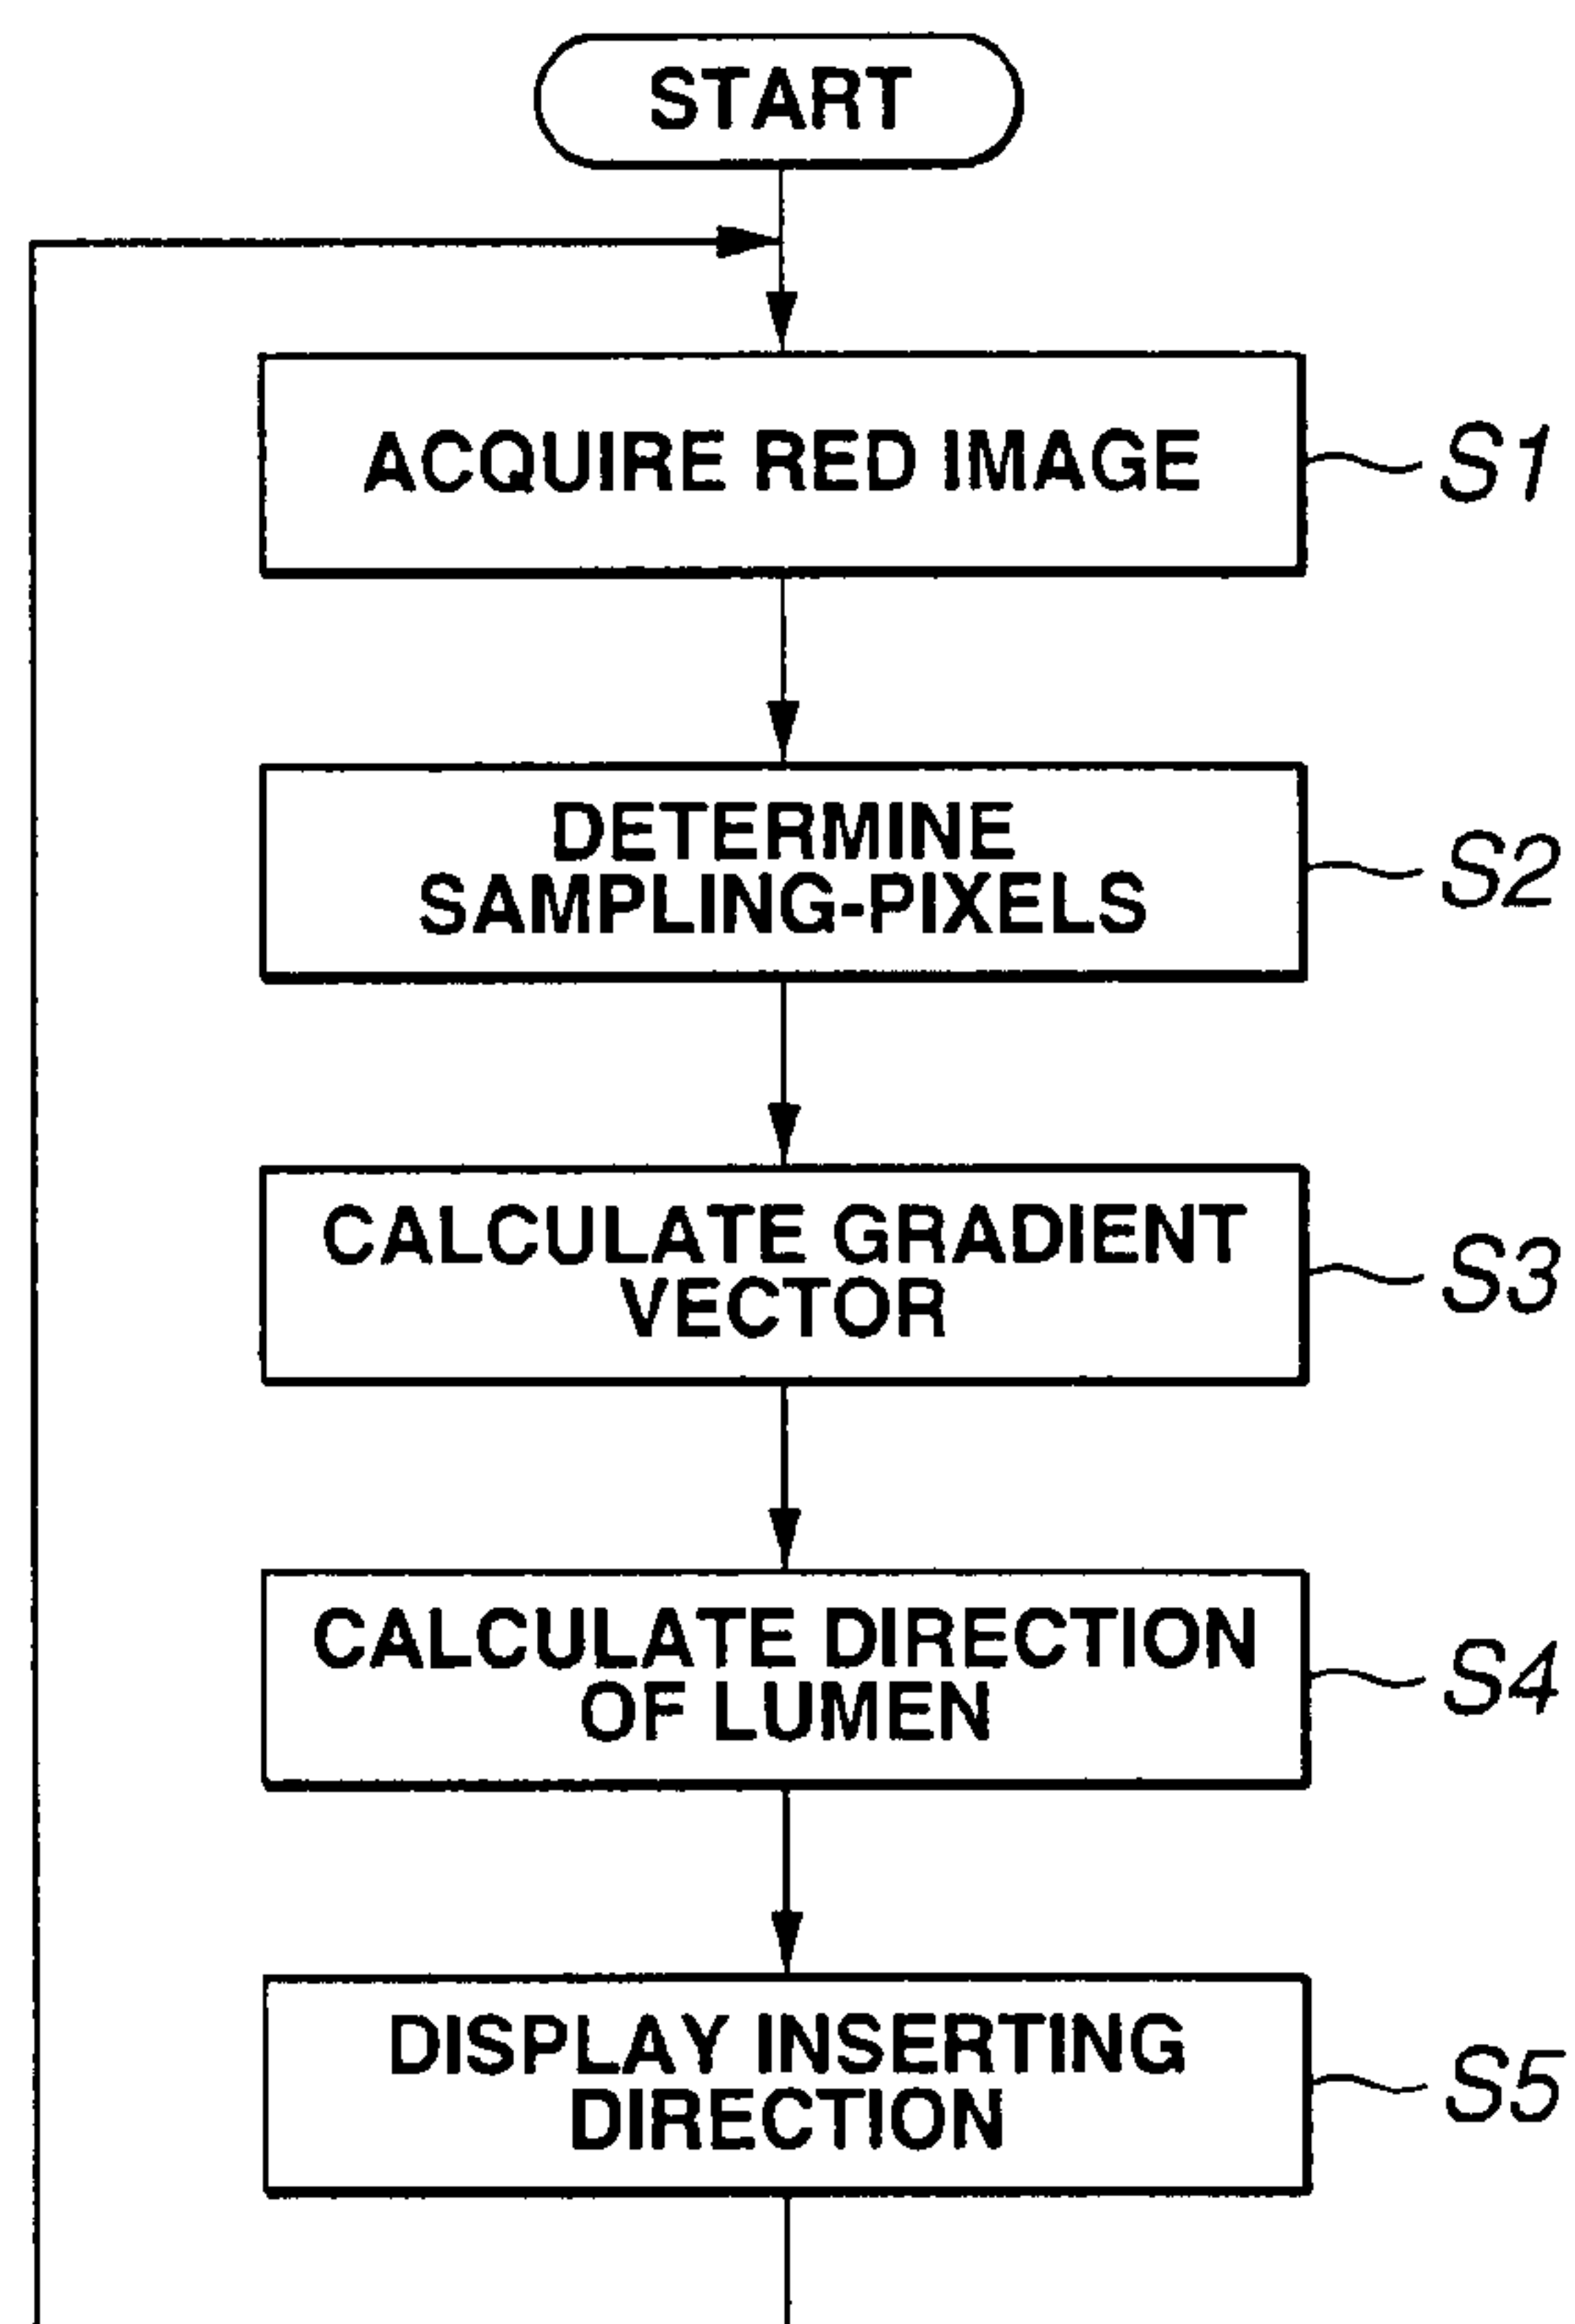 START
ACQUIRE RED IMAGE
S1
DETERMINE
SAMPLING-PIXELS
S2
CALCULATE GRADIENT
VECTOR
S3
CALCULATE DIRECTION
OF LUMEN
S4
DISPLAY INSERTING
DIRECTION
S5